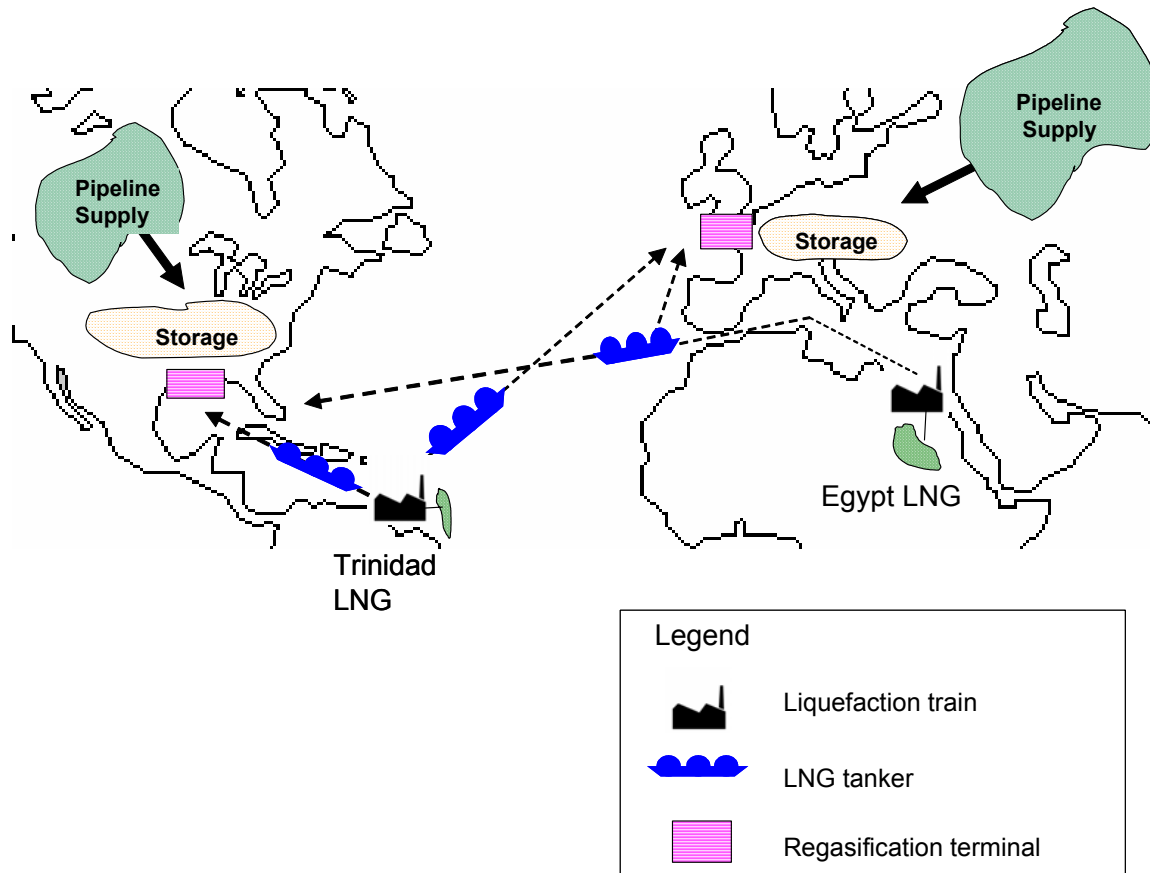 Pipeline
Supply
Pipeline
Supply
Storage
Storage
Egypt LNG
Trinidad
LNG
Legend
Liquefaction train
LNG tanker
Regasification terminal